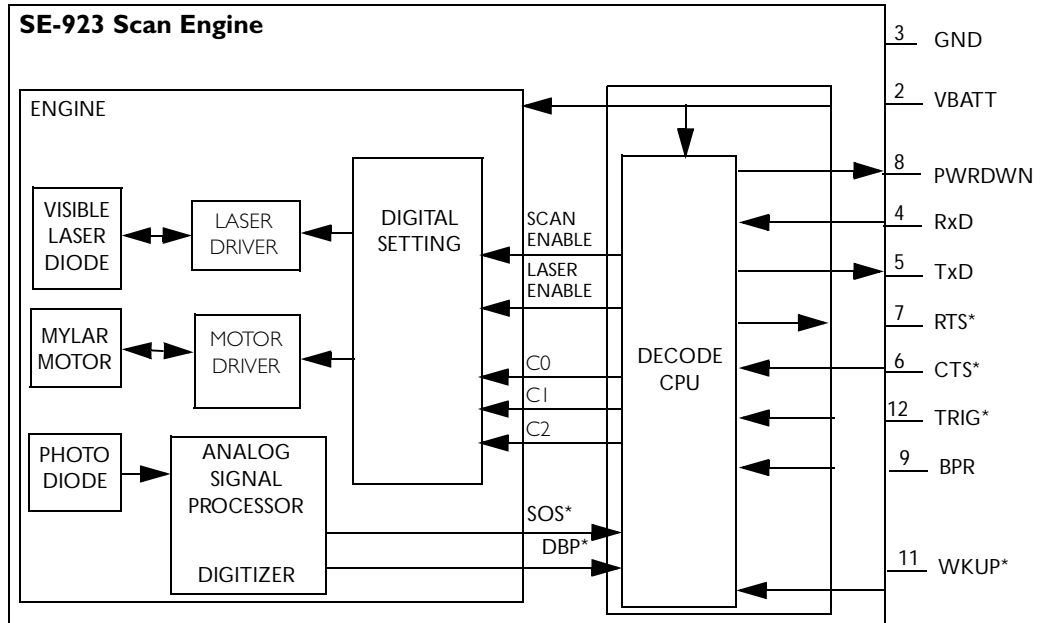 SE-923 Scan Engine
ENGINE
VISIBLE
LASER
DIODE
LASER
DRIVER
DIGITAL
SETTING
MYLAR
MOTOR
MOTOR
DRIVER
PHOTO
DIODE
ANALOG
SIGNAL
PROCESSOR
DIGITIZER
SCAN
ENABLE
LASER
ENABLE
C0
C1
C2
SOS*
DBP*
DECODE
CPU
3 GND
2 VBATT
8 PWRDWN
4 RxD
5 TxD
7 RTS*
6 CTS*
12 TRIG*
9 BPR
11 WKUP*